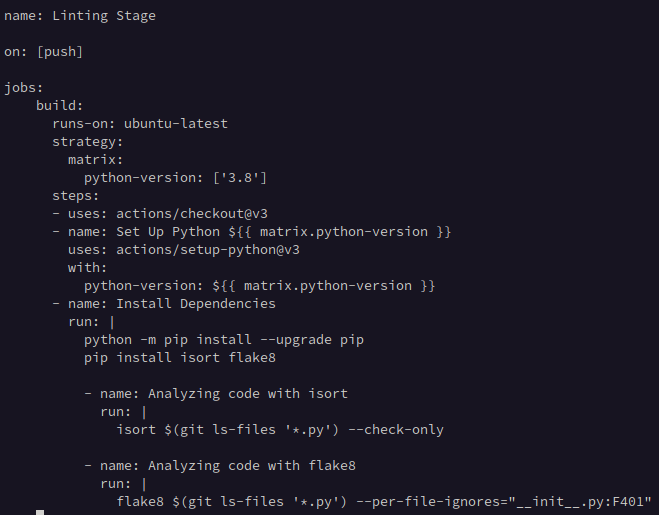 name: Linting Stage
on: [push]
jobs:
build:
runs-on: ubuntu-latest
strategy:
matrix:
python-version: ['3.8']
steps:
- uses: actions/checkout@v3
- name: Set Up Python ${{ matrix.python-version }}
uses: actions/setup-python@v3
with:
python-version: ${{ matrix.python-version }}
- name: Install Dependencies
run: |
python -m pip install --upgrade pip
pip install isort flake8
- name: Analyzing code with isort
run: |
isort $(git ls-files '*.py') --check-only
- name: Analyzing code with flake8
run: |
flake8 $(git ls-files '*.py') --per-file-ignores="__init__.py:F401"